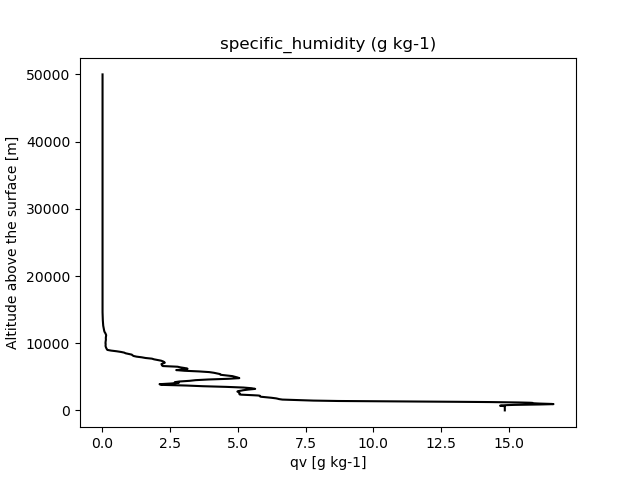 specific_humidity (g kg-1)
50000
40000
30000
20000
10000
0
Altitude above the surface [m]
0.0 2.5 5.0 7.5 10.0 12.5 15.0
qv [g kg-1]